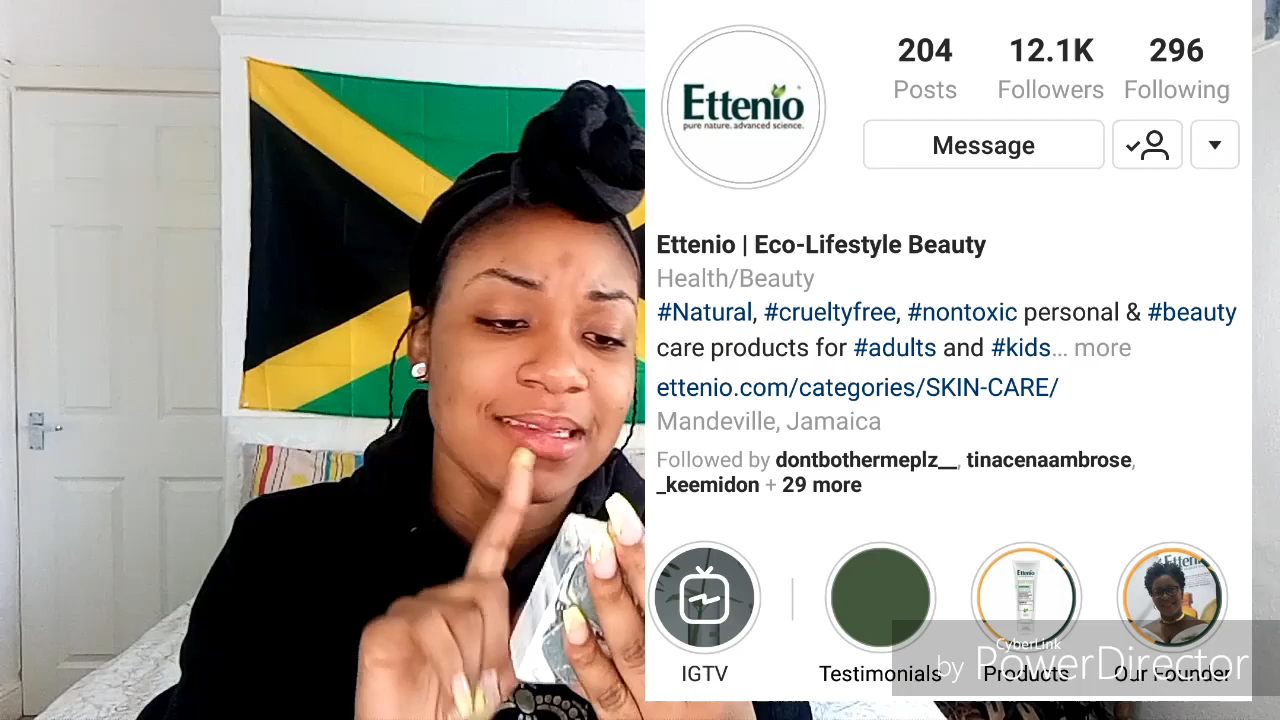 Ettenio
pure nature. advanced science.
204
12.1K
296
Posts
Followers
Following
Message
Ettenio | Eco-Lifestyle Beauty
Health/Beauty
#Natural, #crueltyfree, #nontoxic personal & #beauty
care products for #adults and #kids... more
ettenio.com/categories/SKIN-CARE/
Mandeville, Jamaica
Followed by dontbothermeplz__, tinacenaambrose,
_keemidon + 29 more
Ettenio
Ettenio
IGTV
Testimonials
Products
Our Founder
by CyberLink
PowerDirector